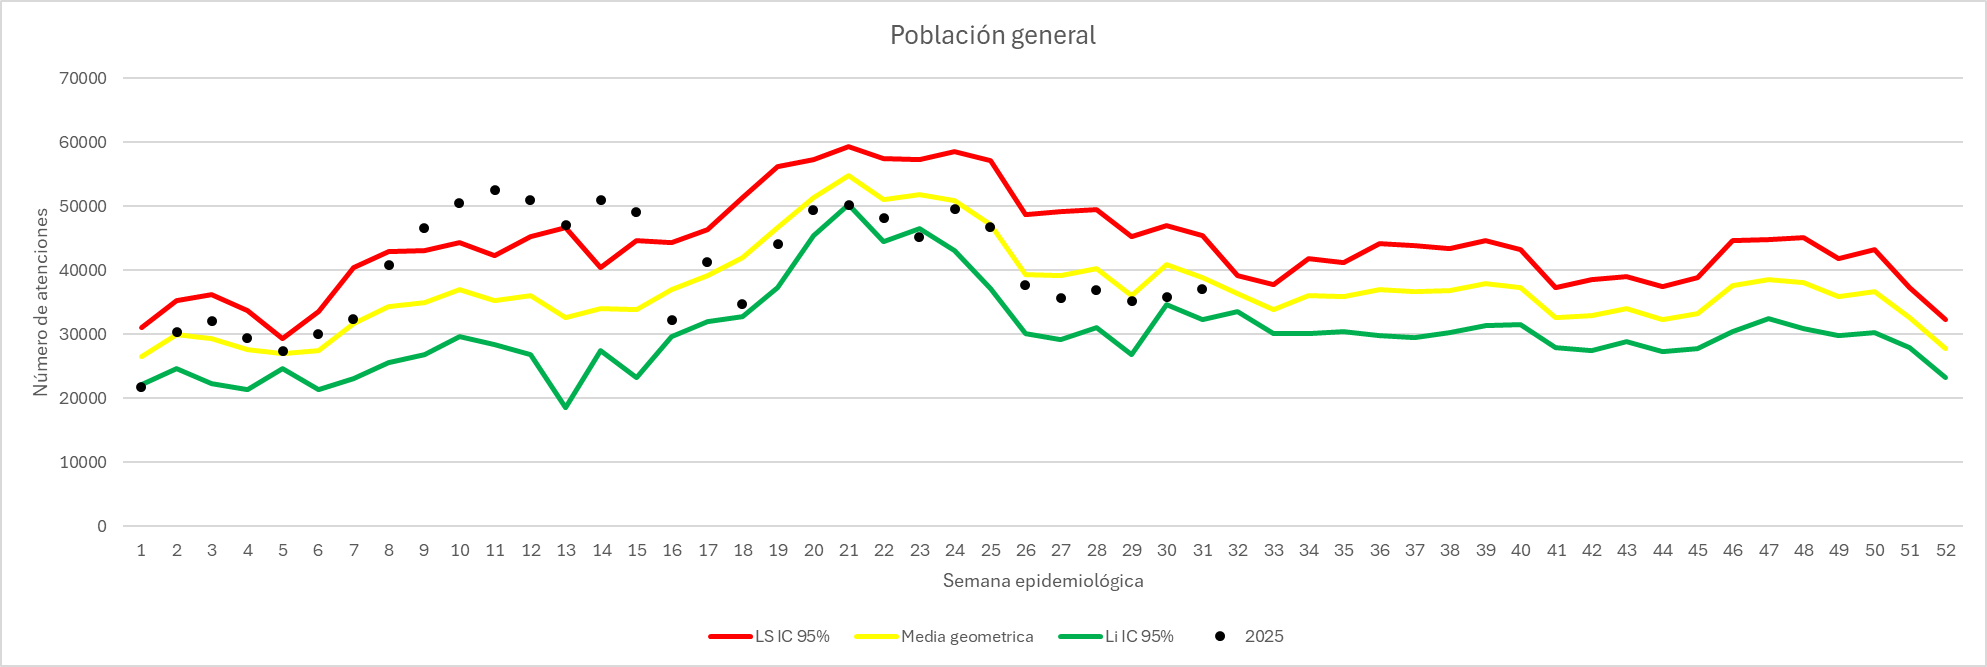 Población general
70000
60000
50000
40000
30000
20000
10000
0
Número de atenciones
1 2 3 4 5 6 7 8 9 10 11 12 13 14 15 16 17 18 19 20 21 22 23 24 25 26 27 28 29 30 31 32 33 34 35 36 37 38 39 40 41 42 43 44 45 46 47 48 49 50 51 52
Semana epidemiológica
LS IC 95% Media geometrica Li IC 95% 2025